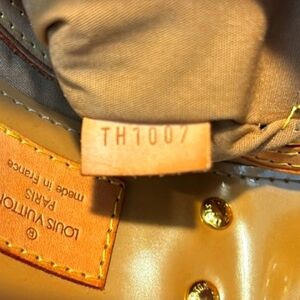 TH1007
LOUIS VUITTON
®
PARIS
made in France